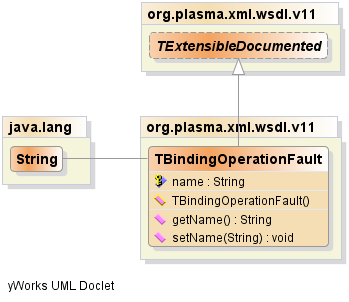 org.plasma.xml.wsdl.v11
TExtensibleDocumented
java.lang
String
org.plasma.xml.wsdl.v11
TBindingOperationFault
name : String
TBindingOperationFault()
getName() : String
setName(String) : void
yWorks UML Doclet